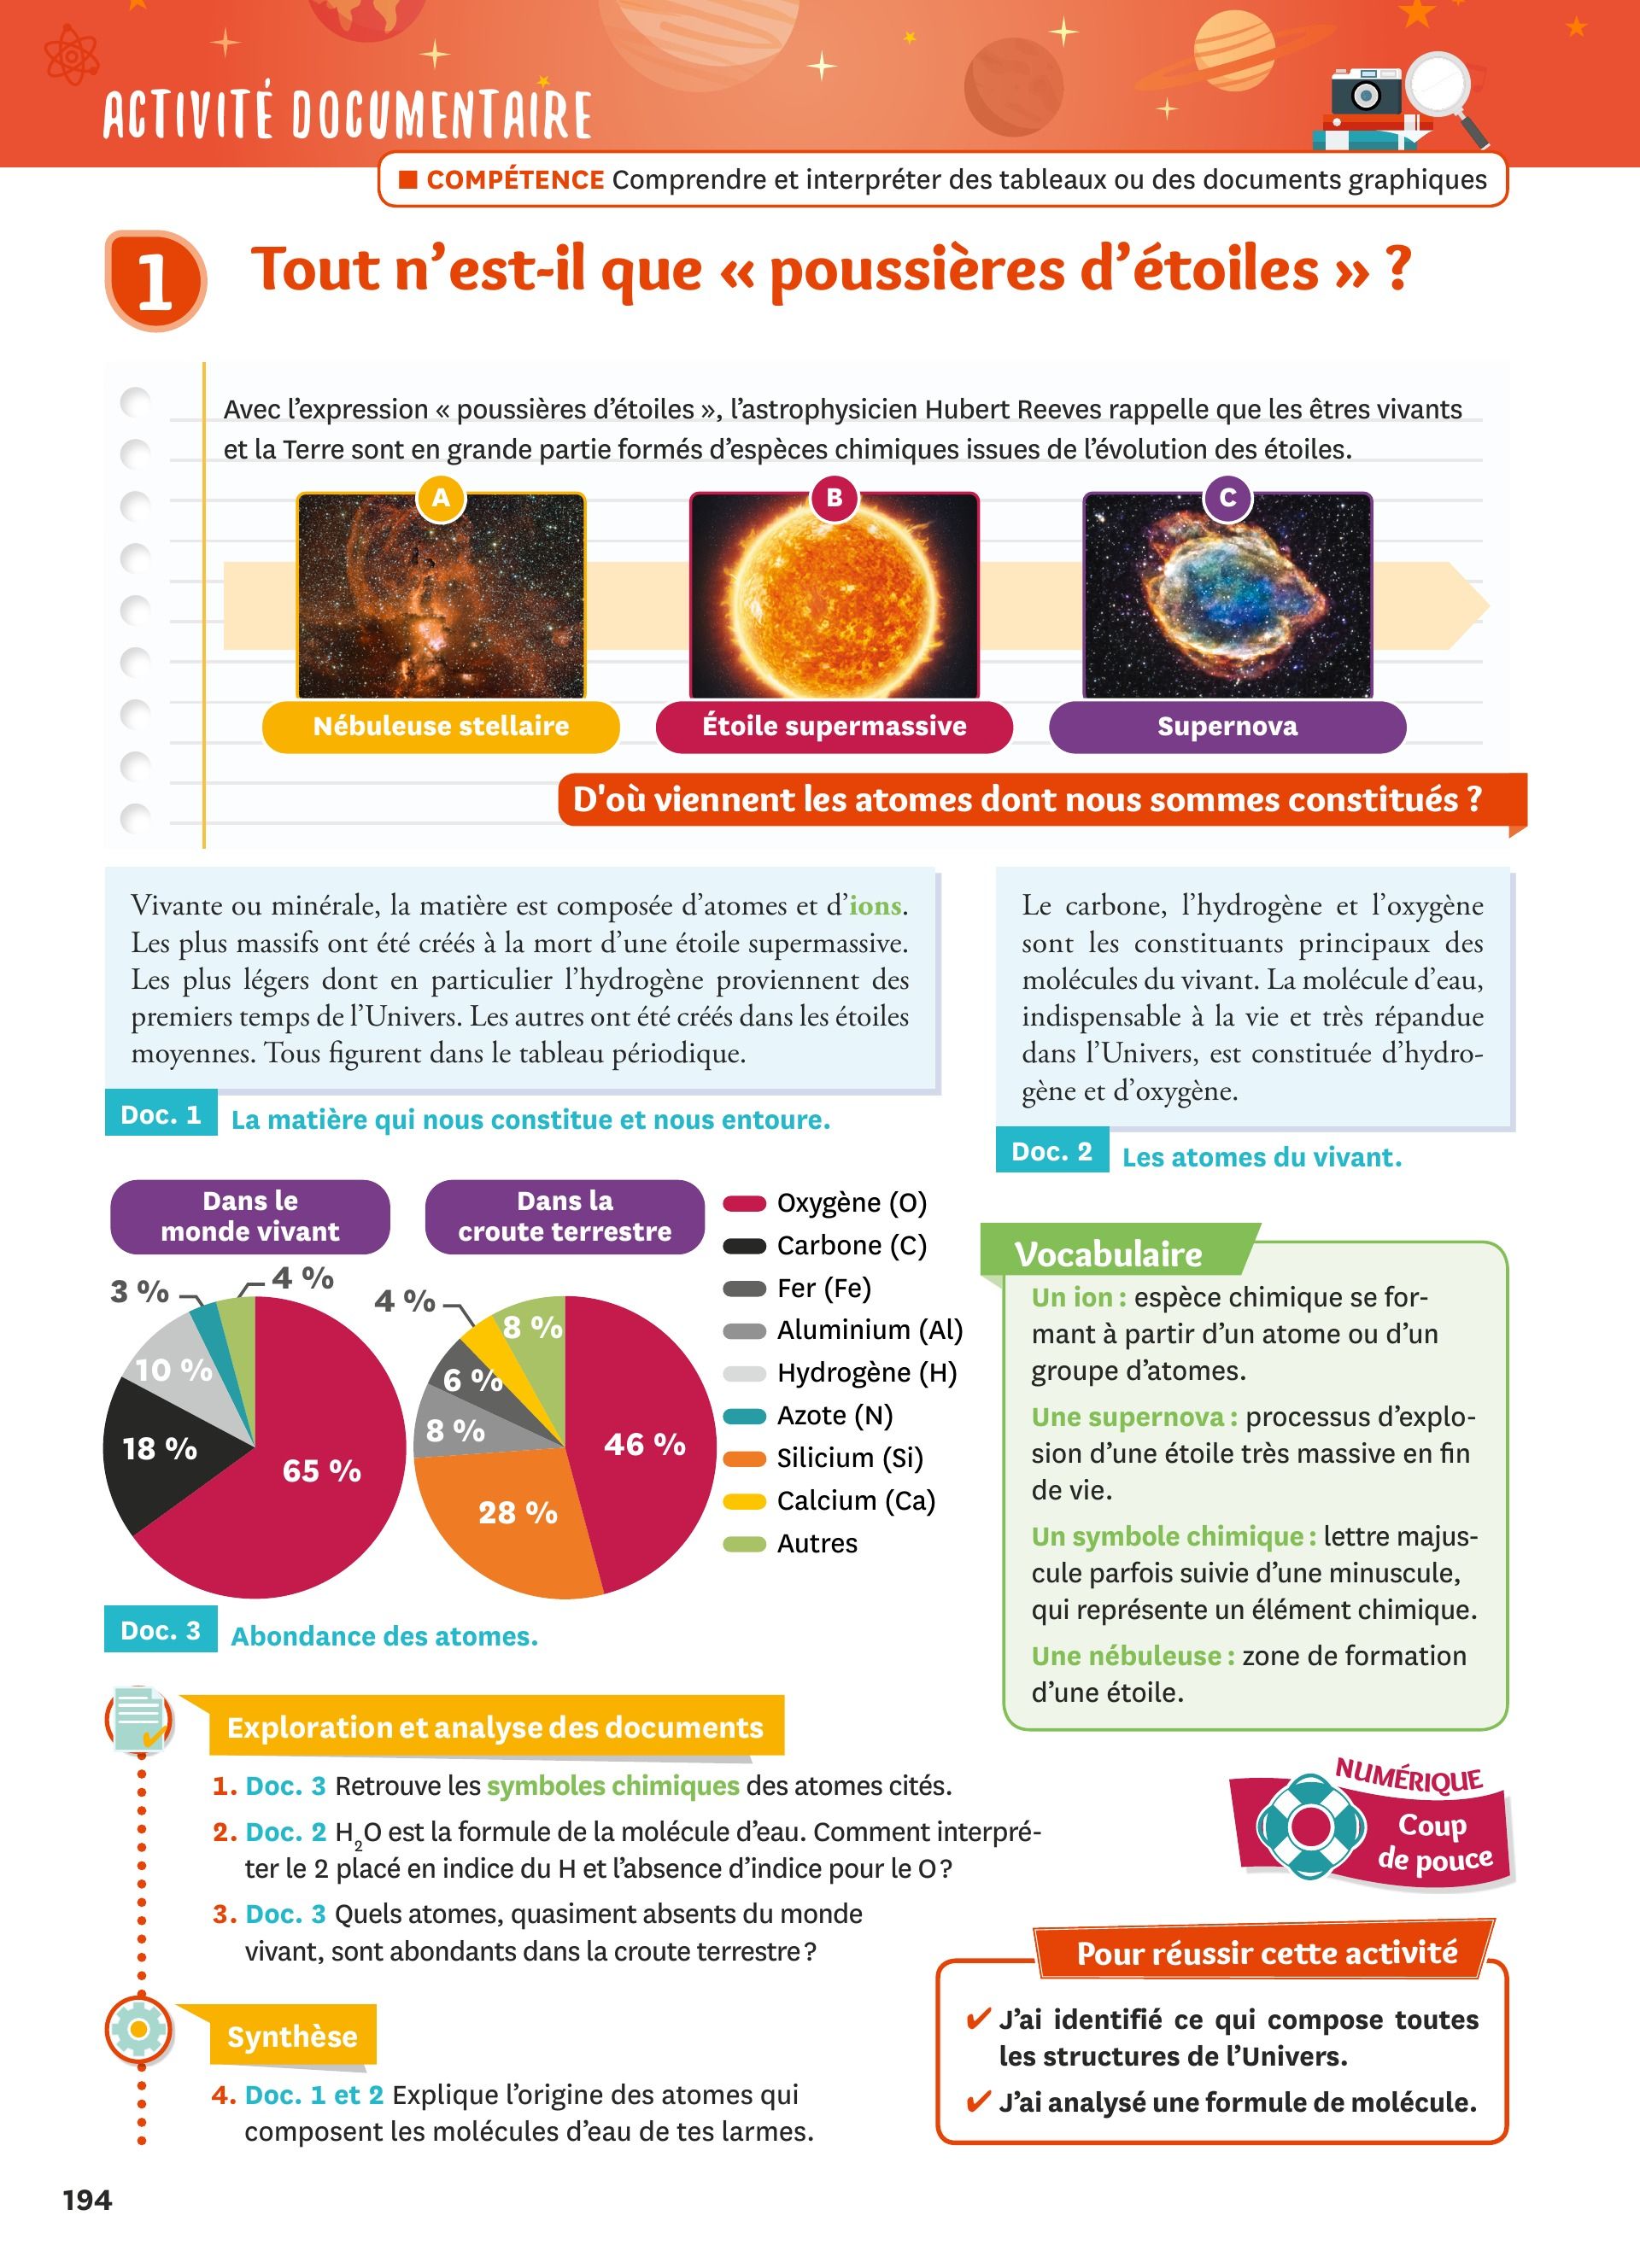 ACTIVITÉ DOCUMENTAIRE
COMPÉTENCE Comprendre et interpréter des tableaux ou des documents graphiques
1 Tout n'est-il que « poussières d'étoiles » ?
Avec l'expression « poussières d'étoiles », l'astrophysicien Hubert Reeves rappelle que les êtres vivants
et la Terre sont en grande partie formés d'espèces chimiques issues de l'évolution des étoiles.
A
B
C
Nébuleuse stellaire
Étoile supermassive
Supernova
D'où viennent les atomes dont nous sommes constitués ?
Vivante ou minérale, la matière est composée d'atomes et d'ions.
Les plus massifs ont été créés à la mort d'une étoile supermassive.
Les plus légers dont en particulier l'hydrogène proviennent des
premiers temps de l'Univers. Les autres ont été créés dans les étoiles
moyennes. Tous figurent dans le tableau périodique.
Doc. 1 La matière qui nous constitue et nous entoure.
Le carbone, l'hydrogène et l'oxygène
sont les constituants principaux des
molécules du vivant. La molécule d'eau,
indispensable à la vie et très répandue
dans l'Univers, est constituée d'hydro-
gène et d'oxygène.
Doc. 2 Les atomes du vivant.
Dans le
monde vivant
3 %
4 %
10 %
18 %
65 %
Dans la
croute terrestre
4 %
8 %
6 %
8 %
46 %
28 %
Oxygène (O)
Carbone (C)
Fer (Fe)
Aluminium (Al)
Hydrogène (H)
Azote (N)
Silicium (Si)
Calcium (Ca)
Autres
Doc. 3 Abondance des atomes.
Vocabulaire
Un ion : espèce chimique se for-
mant à partir d'un atome ou d'un
groupe d'atomes.
Une supernova : processus d'explo-
sion d'une étoile très massive en fin
de vie.
Un symbole chimique : lettre majus-
cule parfois suivie d'une minuscule,
qui représente un élément chimique.
Une nébuleuse : zone de formation
d'une étoile.
Exploration et analyse des documents
1. Doc. 3 Retrouve les symboles chimiques des atomes cités.
2. Doc. 2 H₂O est la formule de la molécule d'eau. Comment interpré-
ter le 2 placé en indice du H et l'absence d'indice pour le O ?
3. Doc. 3 Quels atomes, quasiment absents du monde
vivant, sont abondants dans la croute terrestre ?
NUMÉRIQUE
Coup
de pouce
Synthèse
4. Doc. 1 et 2 Explique l'origine des atomes qui
composent les molécules d'eau de tes larmes.
Pour réussir cette activité
✔ J'ai identifié ce qui compose toutes
les structures de l'Univers.
✔ J'ai analysé une formule de molécule.
194